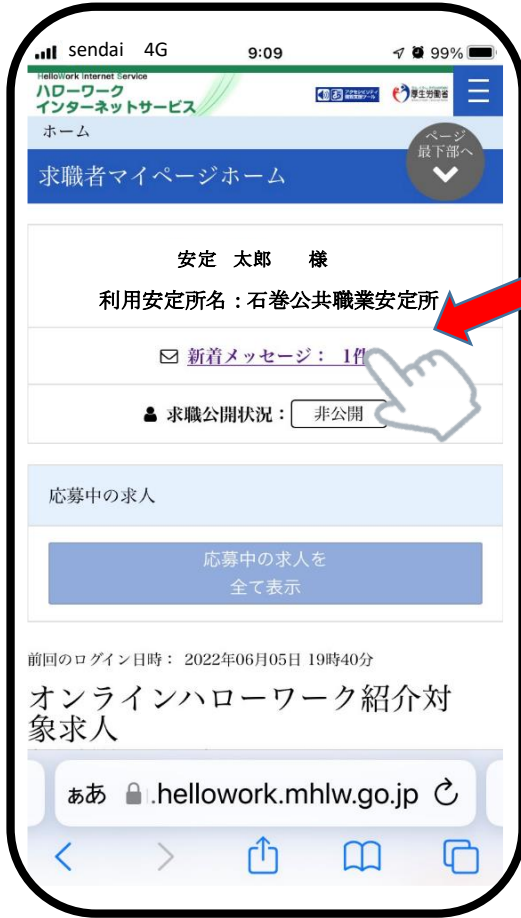 sendai 4G 9:09 99%
HelloWork Internet Service
ハローワーク
インターネットサービス
厚生労働省
ホーム
ページ
最下部へ
求職者マイページホーム
安定 太郎 様
利用安定所名:石巻公共職業安定所
新着メッセージ: 1件
求職公開状況: 非公開
応募中の求人
応募中の求人を
全て表示
前回のログイン日時: 2022年06月05日 19時40分
オンラインハローワーク紹介対
象求人
ぁあ .hellowork.mhlw.go.jp